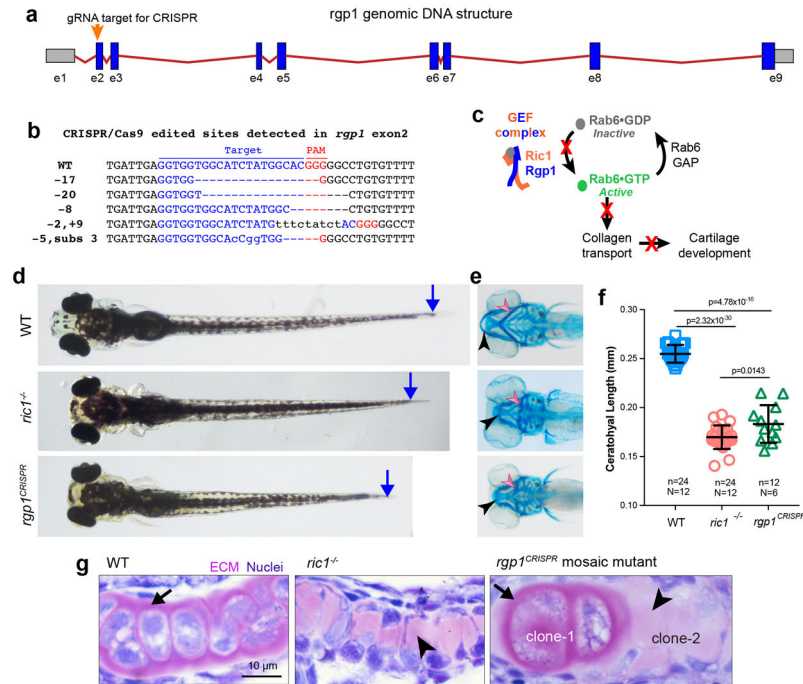 a
rgp1 genomic DNA structure
gRNA target for CRISPR
e1 e2 e3 e4 e5 e6 e7 e8 e9
b
CRISPR/Cas9 edited sites detected in rgp1 exon2
Target PAM
WT TGATTGAGGTGGTGGCATCTATGGCACGGGGGCCTGTGTTTT
-17 TGATTGAGGTGG-----------------GGGCCTGTGTTTT
-20 TGATTGAGGTGGT--------------------CTGTGTTTT
-8 TGATTGAGGTGGTGGCATCTATGGC--------CTGTGTTTT
-2,+9 TGATTGAGGTGGTGGCATCTATGtttctatctACGGGGGCCTGTGTTTT
-5,subs 3 TGATTGAGGTGGTGGCAcCggTGG-----GGGCCTGTGTTTT
c
GEF
complex
Ric1
Rgp1
Rab6•GDP
Inactive
Rab6•GTP
Active
Rab6
GAP
Collagen
transport
Cartilage
development
d
WT
ric1-/-
rgp1CRISPR
e
f
Ceratohyal Length (mm)
0.30
0.25
0.20
0.15
0.10
p=4.78x10-16
p=2.32x10-30
p=0.0143
n=24 n=24 n=12
N=12 N=12 N=6
WT ric1 -/- rgp1CRISPR
g
WT
ECM Nuclei
10 µm
ric1-/-
rgp1CRISPR mosaic mutant
clone-1
clone-2